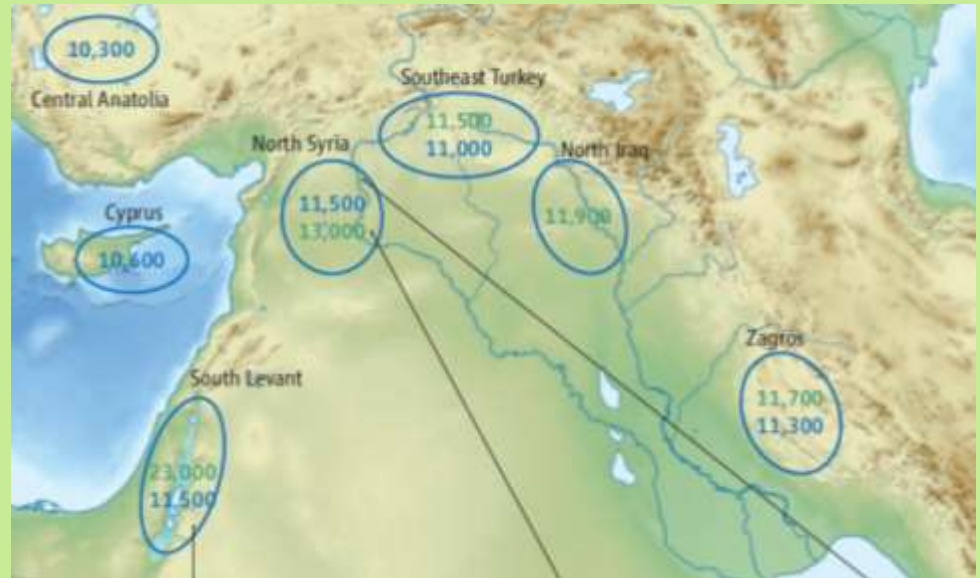 10,300
Central Anatolia
Southeast Turkey
11,500
11,000
North Syria
North Iraq
11,500
13,000
11,900
Cyprus
10,600
Zagros
11,700
11,300
South Levant
23,000
11,500